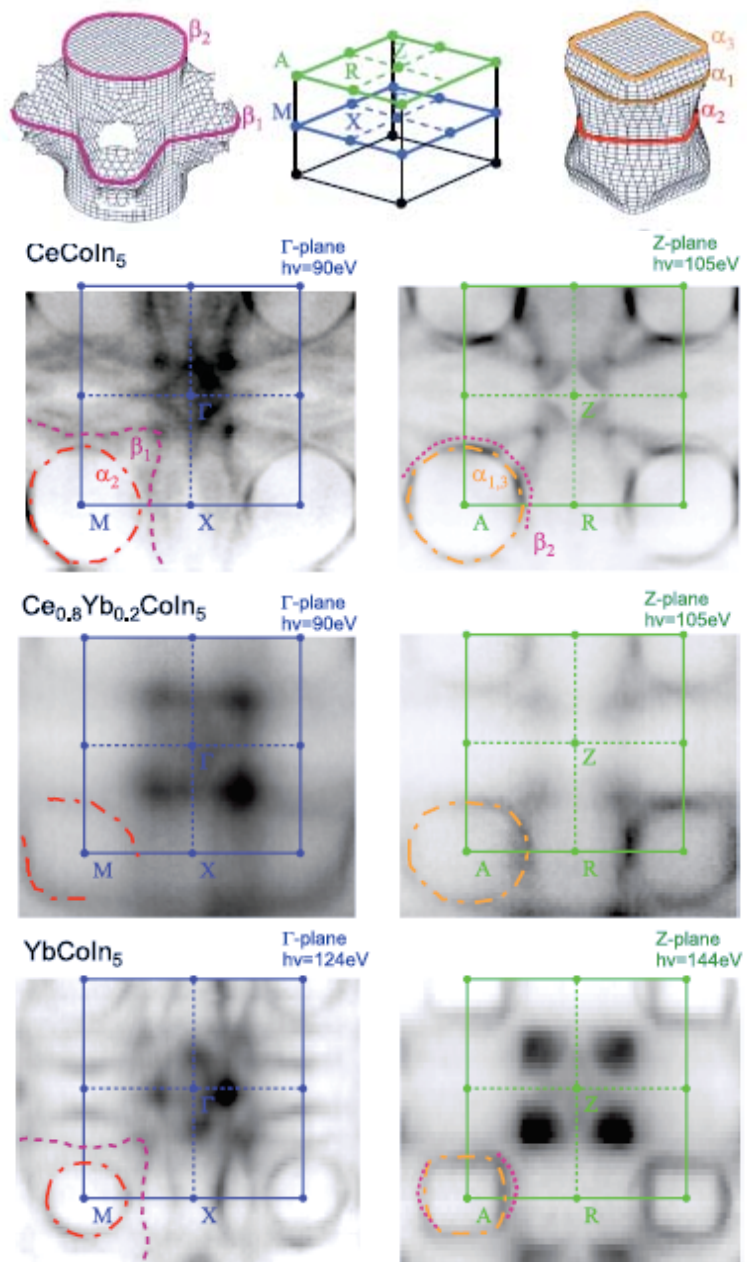 β₂
β₁
A
Z
R
M
X
α₃
α₁
α₂
CeCoIn₅
Γ-plane
hν=90eV
Z-plane
hν=105eV
Γ
β₁
α₂
M
X
Z
α₁,₃
A
R
β₂
Ce₀.₈Yb₀.₂CoIn₅
Γ-plane
hν=90eV
Z-plane
hν=105eV
Γ
M
X
Z
A
R
YbCoIn₅
Γ-plane
hν=124eV
Z-plane
hν=144eV
Γ
M
X
Z
A
R